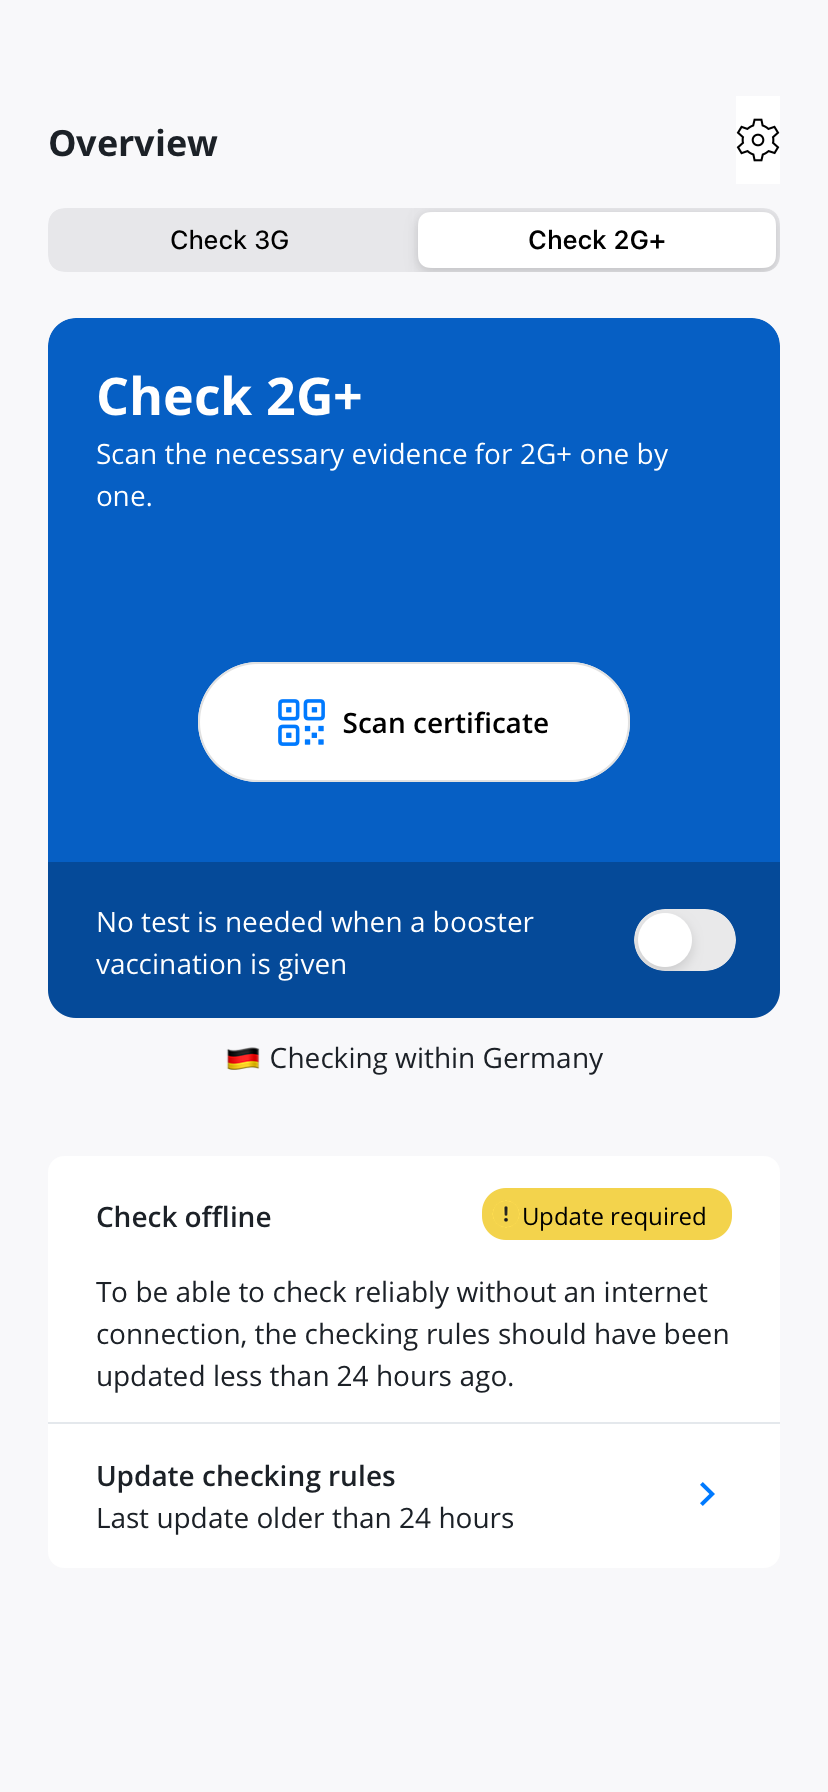 Overview
Check 3G
Check 2G+
Check 2G+
Scan the necessary evidence for 2G+ one by
one.
Scan certificate
No test is needed when a booster
vaccination is given
🇩🇪 Checking within Germany
Check offline
! Update required
To be able to check reliably without an internet
connection, the checking rules should have been
updated less than 24 hours ago.
Update checking rules
Last update older than 24 hours